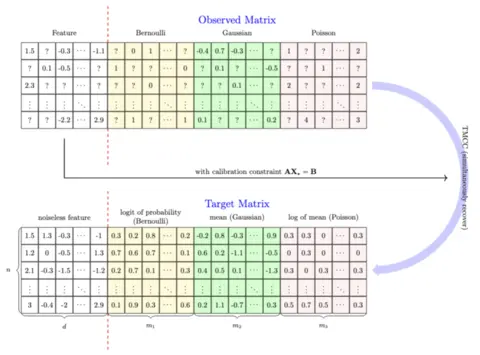 Observed Matrix
Feature Bernoulli Gaussian Poisson
1.5 ? -0.3 ⋯ -1.1 ? 0 1 ⋯ ? -0.4 0.7 -0.3 ⋯ ? 1 ? ? ⋯ 2
? 0.1 -0.5 ⋯ ? 1 ? ? ⋯ 0 ? 0.1 ? ⋯ -0.5 ? ? 1 ⋯ ?
2.3 ? ? ⋯ ? ? ? 0 ⋯ ? ? ? 0.1 ⋯ ? 2 ? ? ⋯ 2
⋮ ⋮ ⋮ ⋱ ⋮ ⋮ ⋮ ⋮ ⋱ ⋮ ⋮ ⋮ ⋮ ⋱ ⋮ ⋮ ⋮ ⋮ ⋱ ⋮
? ? -2.2 ⋯ 2.9 ? 1 ? ⋯ 1 0.1 ? ? ⋯ 0.2 ? 4 ? ⋯ 3
TMCC (simultaneously recover)
with calibration constraint AX⋆ = B
Target Matrix
noiseless feature logit of probability (Bernoulli) mean (Gaussian) log of mean (Poisson)
1.5 1.3 -0.3 ⋯ -1 0.3 0.2 0.8 ⋯ 0.2 -0.2 0.8 -0.3 ⋯ 0.9 0.3 0.3 0 ⋯ 0.3
1.2 0 -0.5 ⋯ 1.3 0.7 0.6 0.7 ⋯ 0.1 0.6 0.2 -1.1 ⋯ -0.5 0 0.3 0 ⋯ 0
n 2.1 -0.3 -1.5 ⋯ -1.2 0.2 0.7 0.1 ⋯ 0.3 0.4 0.5 0.1 ⋯ -1.3 0.3 0 0.3 ⋯ 0.3
⋮ ⋮ ⋮ ⋱ ⋮ ⋮ ⋮ ⋮ ⋱ ⋮ ⋮ ⋮ ⋮ ⋱ ⋮ ⋮ ⋮ ⋮ ⋱ ⋮
3 -0.4 -2 ⋯ 2.9 0.1 0.9 0.3 ⋯ 0.6 0.2 1.1 -0.7 ⋯ 0.3 0.5 0.7 0.5 ⋯ 0.3
d m₁ m₂ m₃